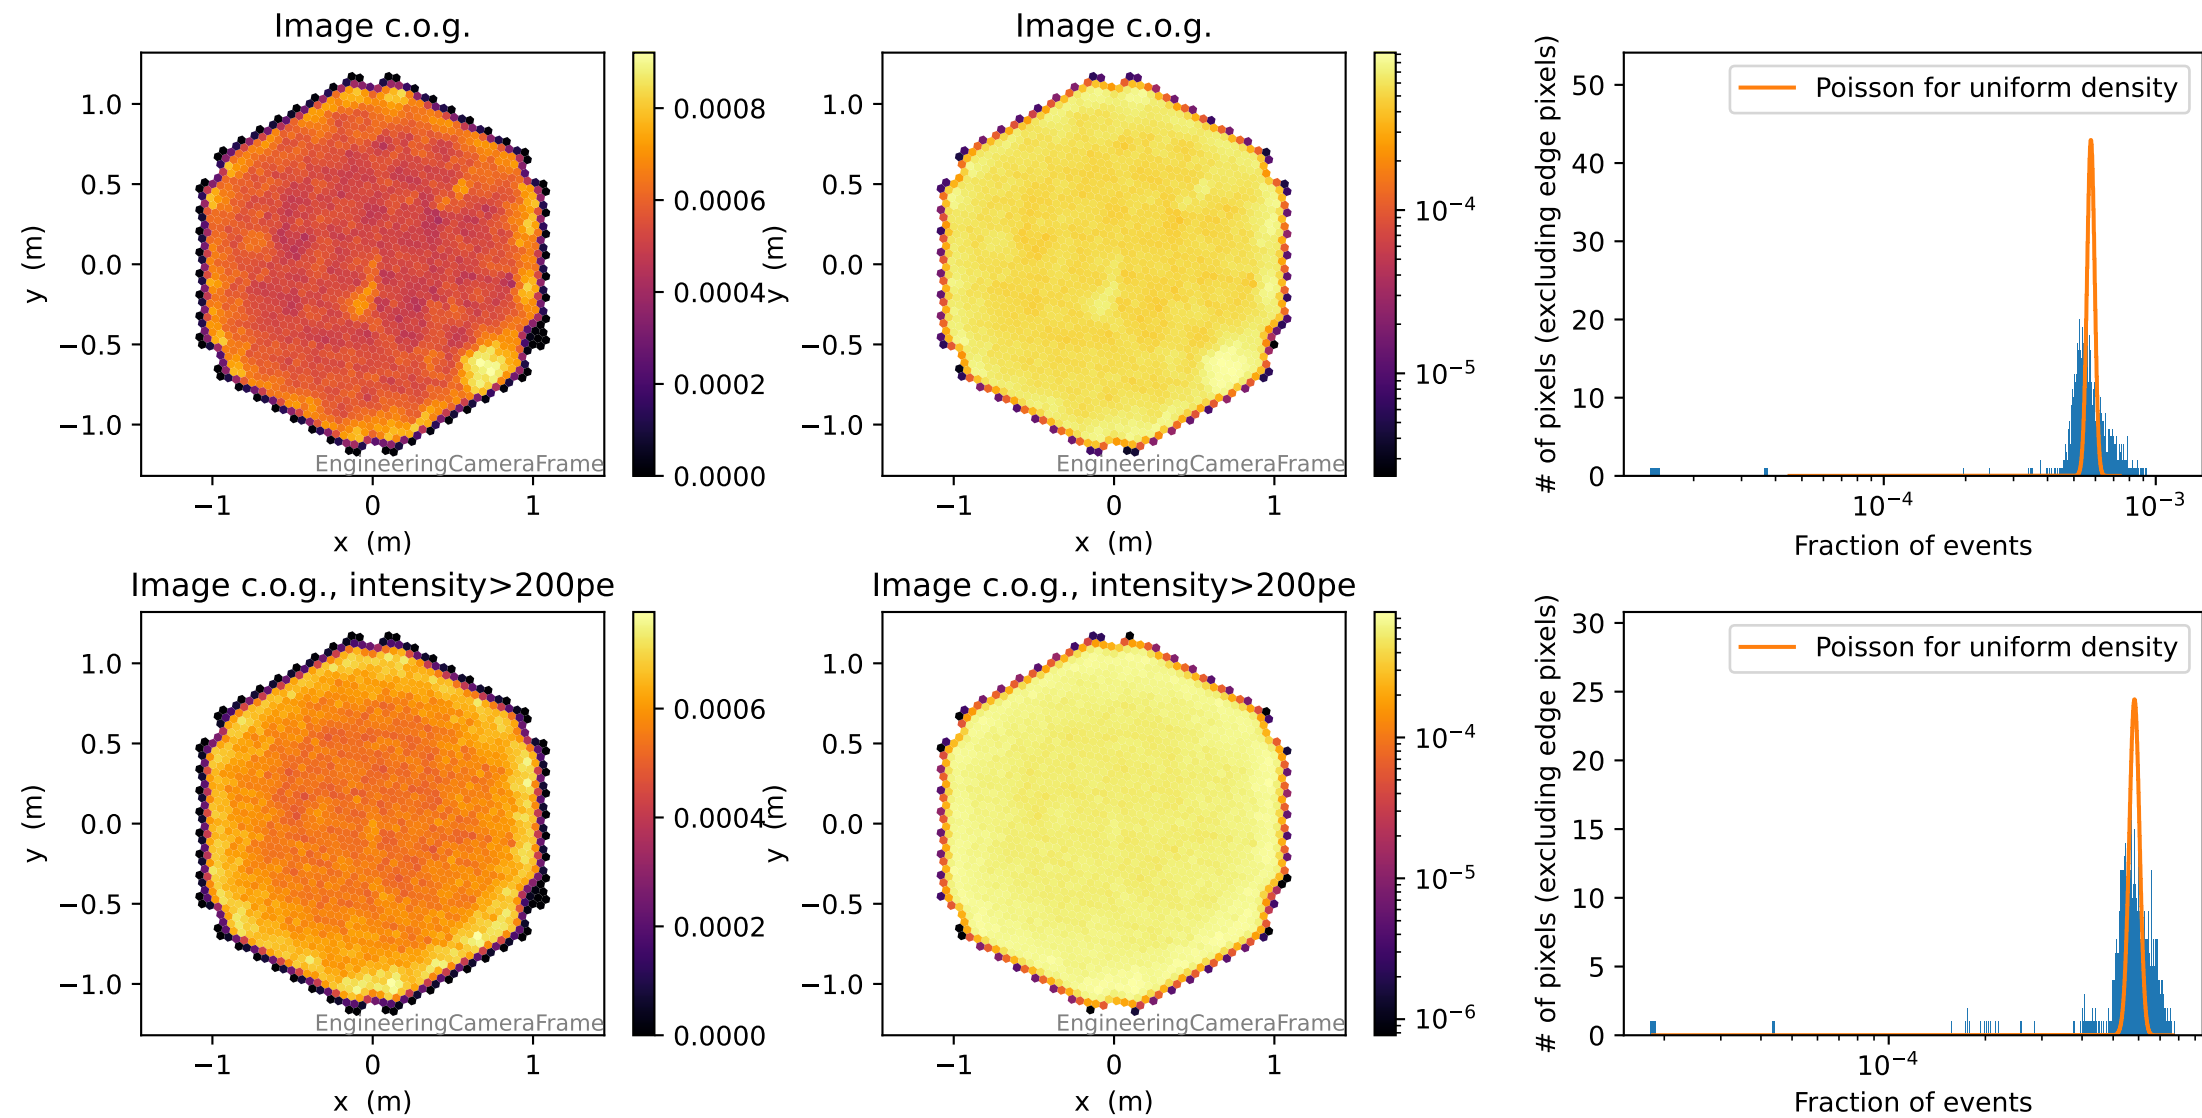 Image c.o.g.
y (m)
1.0
0.5
0.0
−0.5
−1.0
−1
0
1
x (m)
EngineeringCameraFrame
0.0008
0.0006
0.0004
0.0002
0.0000
Image c.o.g.
y (m)
1.0
0.5
0.0
−0.5
−1.0
−1
0
1
x (m)
EngineeringCameraFrame
10⁻⁴
10⁻⁵
# of pixels (excluding edge pixels)
50
40
30
20
10
0
Poisson for uniform density
10⁻⁴
10⁻³
Fraction of events
Image c.o.g., intensity>200pe
y (m)
1.0
0.5
0.0
−0.5
−1.0
−1
0
1
x (m)
EngineeringCameraFrame
0.0006
0.0004
0.0002
0.0000
Image c.o.g., intensity>200pe
y (m)
1.0
0.5
0.0
−0.5
−1.0
−1
0
1
x (m)
EngineeringCameraFrame
10⁻⁴
10⁻⁵
10⁻⁶
# of pixels (excluding edge pixels)
30
25
20
15
10
5
0
Poisson for uniform density
10⁻⁴
Fraction of events